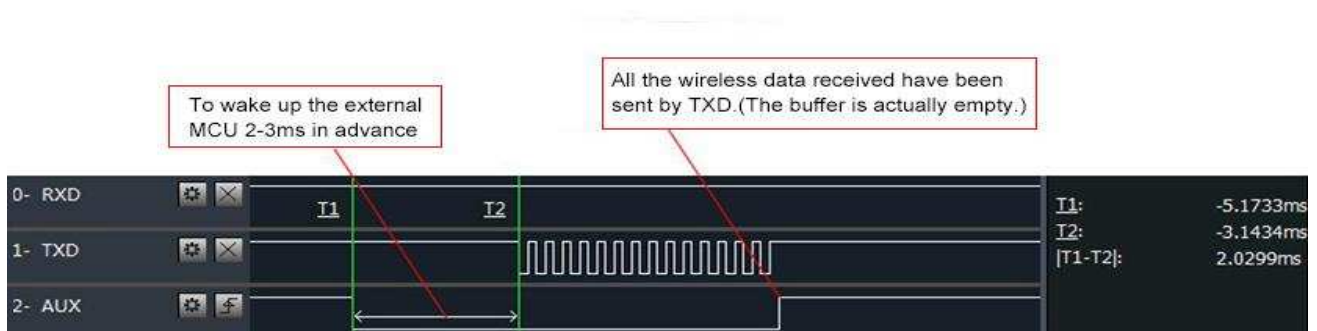 To wake up the external
MCU 2-3ms in advance
All the wireless data received have been
sent by TXD.(The buffer is actually empty.)
0- RXD
T1
T2
1- TXD
2- AUX
T1: -5.1733ms
T2: -3.1434ms
|T1-T2|: 2.0299ms